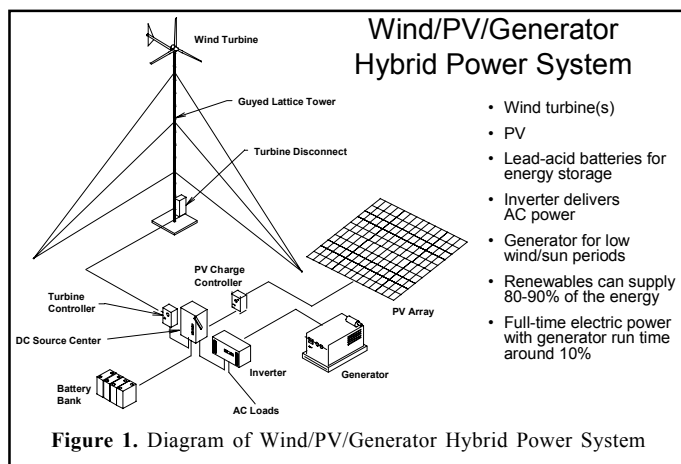 Wind/PV/Generator
Hybrid Power System
Wind Turbine
Guyed Lattice Tower
Turbine Disconnect
PV Charge
Controller
Turbine
Controller
DC Source Center
PV Array
Battery
Bank
Inverter
Generator
AC Loads
• Wind turbine(s)
• PV
• Lead-acid batteries for
energy storage
• Inverter delivers
AC power
• Generator for low
wind/sun periods
• Renewables can supply
80-90% of the energy
• Full-time electric power
with generator run time
around 10%
Figure 1. Diagram of Wind/PV/Generator Hybrid Power System